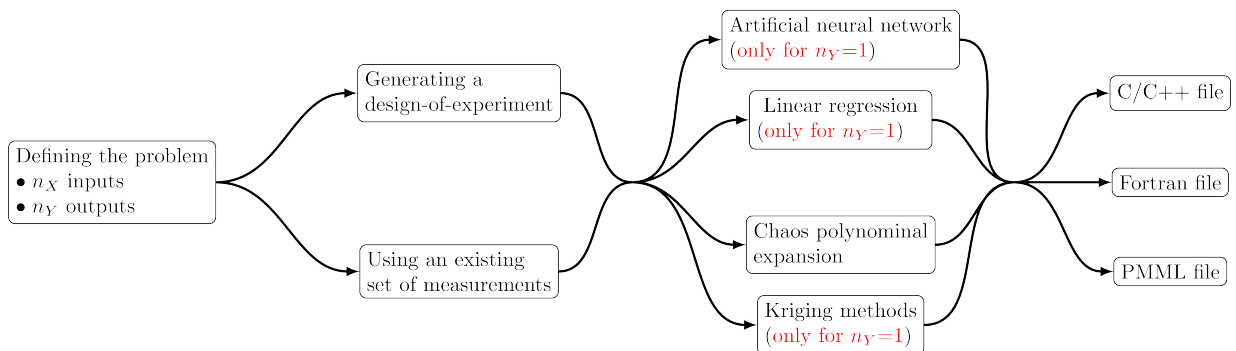 Defining the problem
• n_X inputs
• n_Y outputs
Generating a
design-of-experiment
Using an existing
set of measurements
Artificial neural network
(only for n_Y=1)
Linear regression
(only for n_Y=1)
Chaos polynominal
expansion
Kriging methods
(only for n_Y=1)
C/C++ file
Fortran file
PMML file